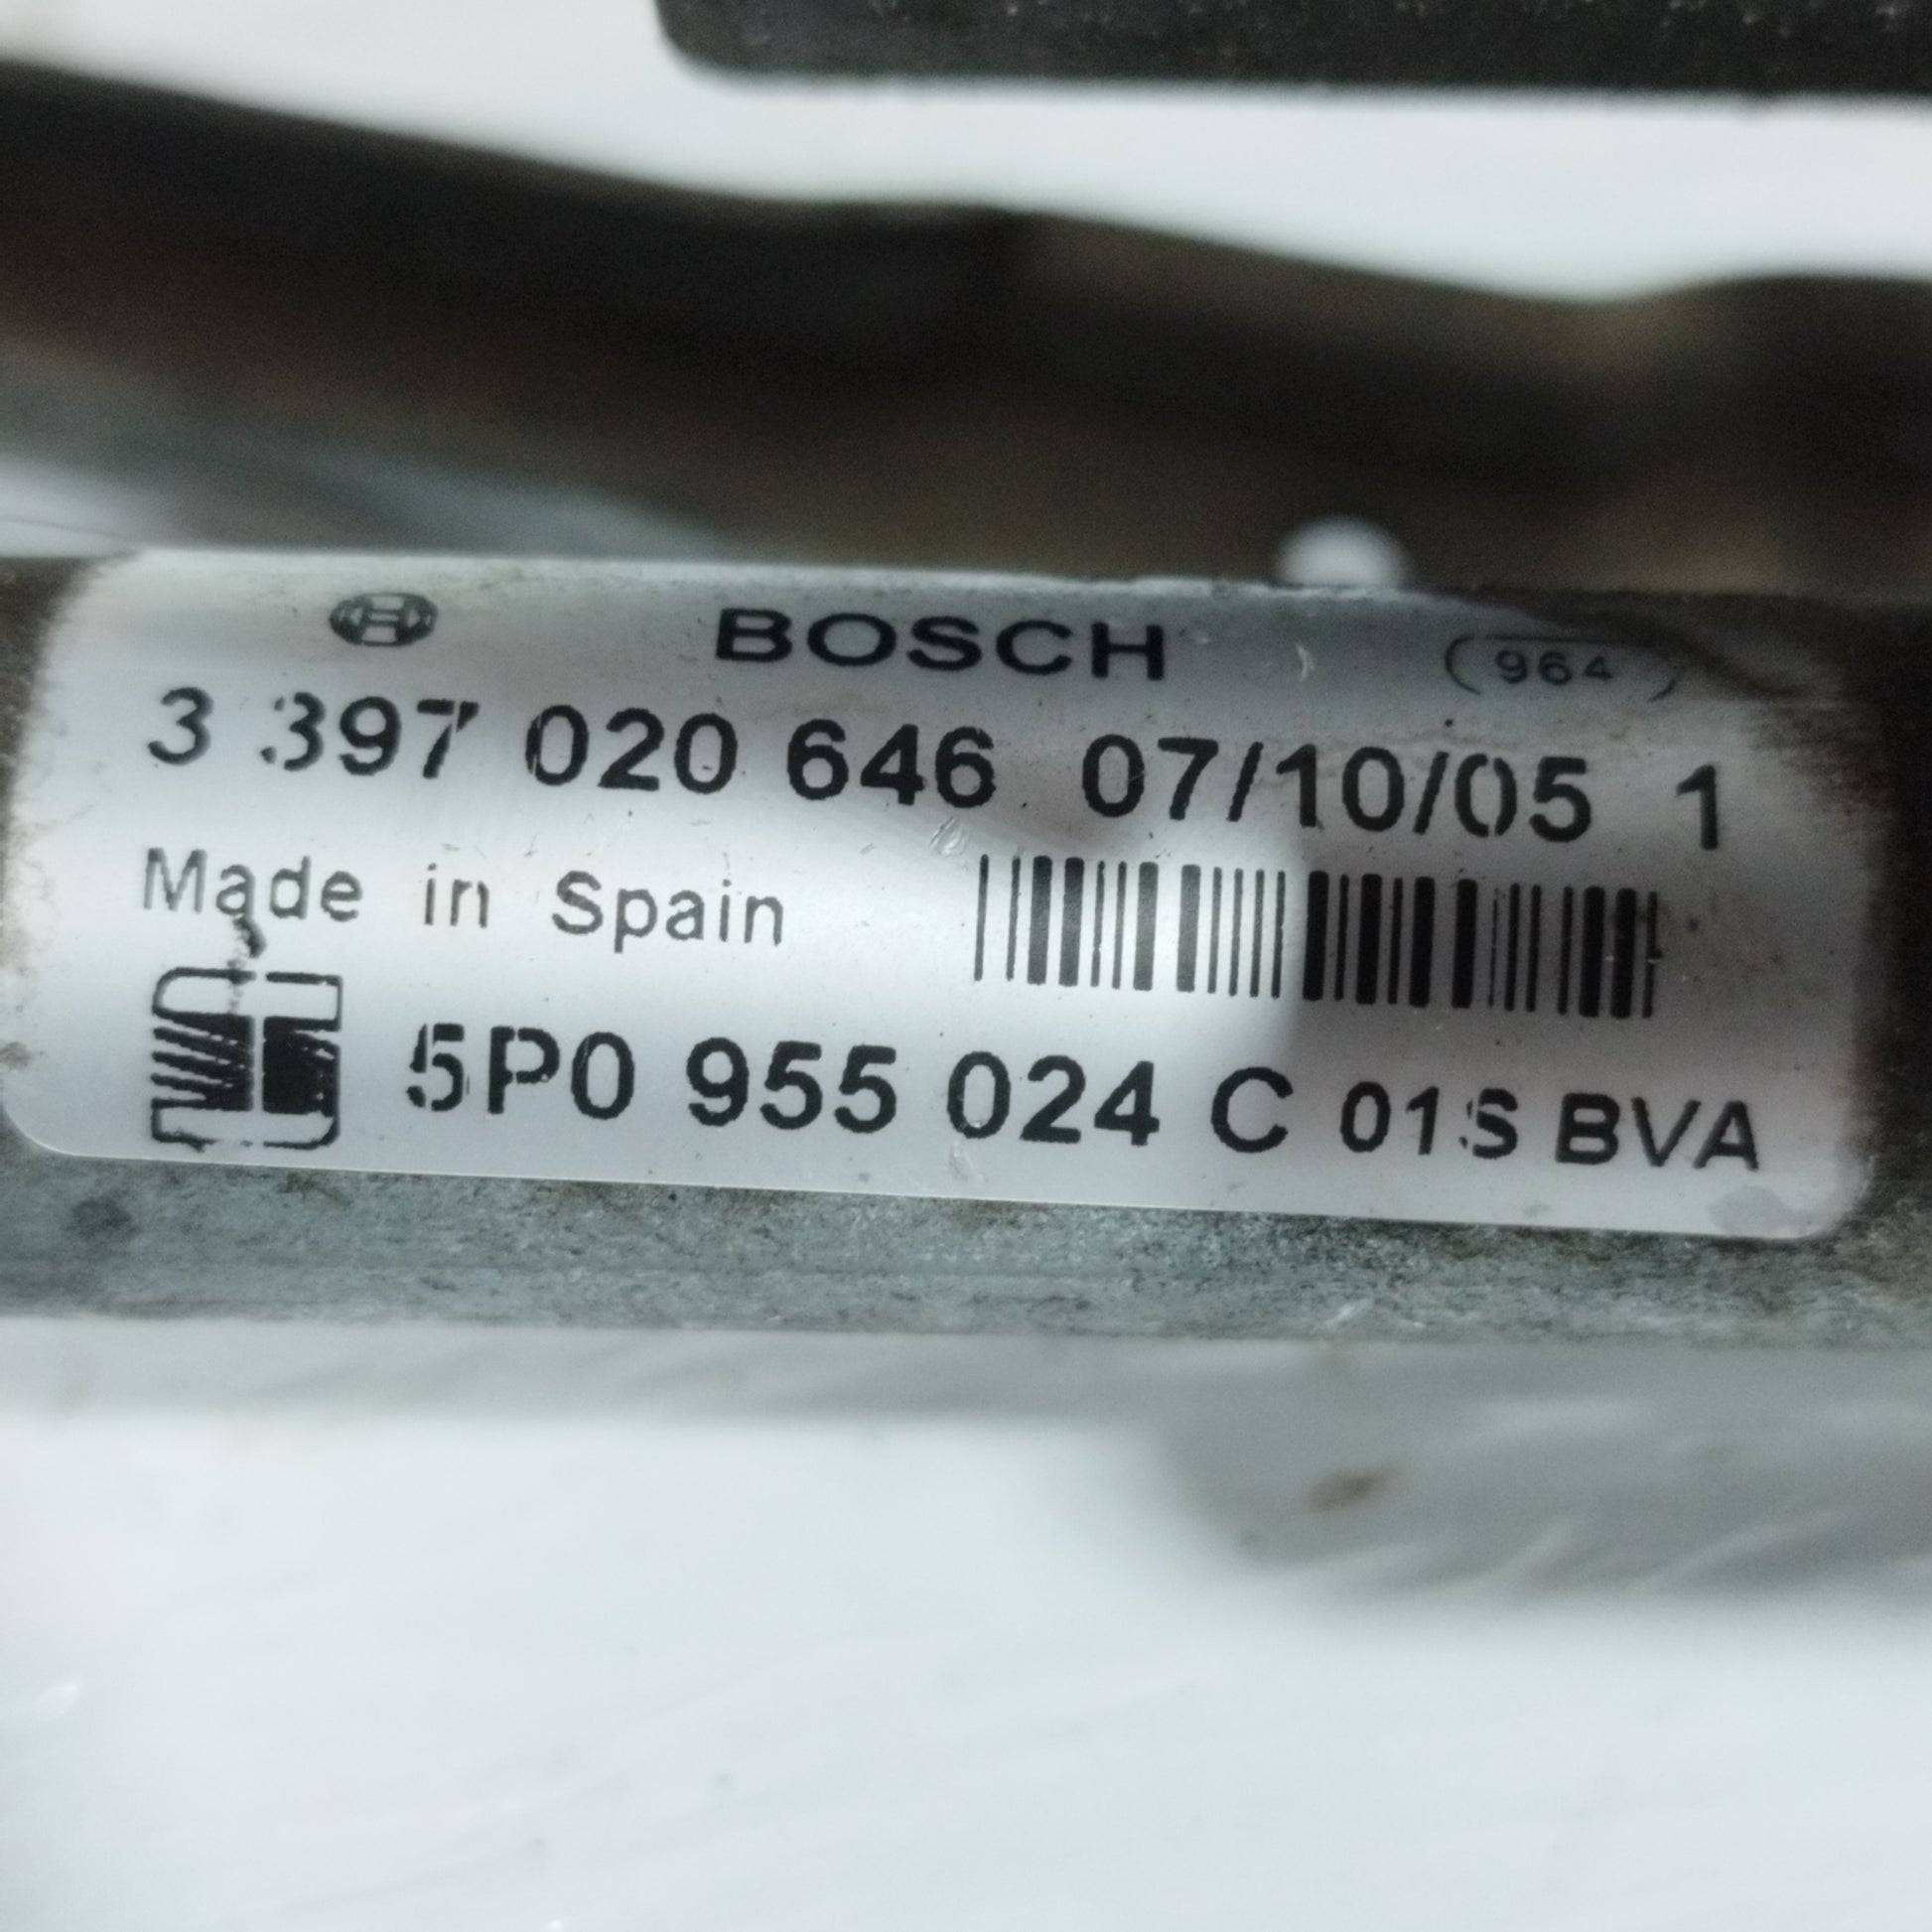 BOSCH (964)
3 397 020 646 07/10/05 1
Made in Spain
5P0 955 024 C 01S BVA